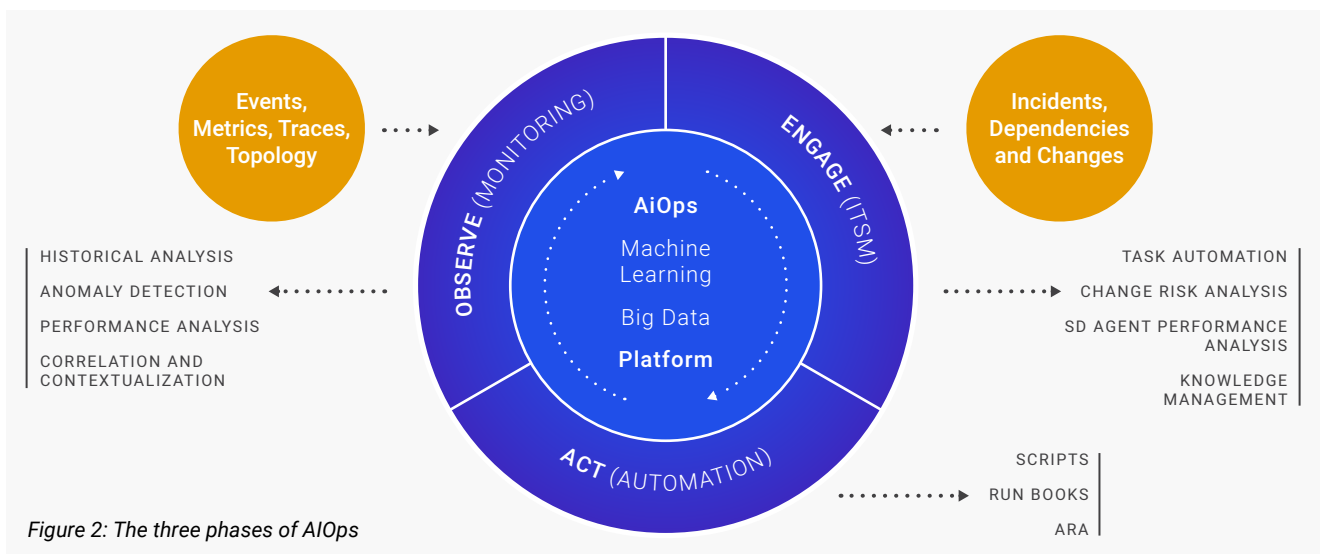 Events,
Metrics, Traces,
Topology
OBSERVE (MONITORING)
ENGAGE (ITSM)
Incidents,
Dependencies
and Changes
AiOps
Machine
Learning
Big Data
Platform
HISTORICAL ANALYSIS
ANOMALY DETECTION
PERFORMANCE ANALYSIS
CORRELATION AND
CONTEXTUALIZATION
TASK AUTOMATION
CHANGE RISK ANALYSIS
SD AGENT PERFORMANCE
ANALYSIS
KNOWLEDGE
MANAGEMENT
ACT (AUTOMATION)
SCRIPTS
RUN BOOKS
ARA
Figure 2: The three phases of AIOps